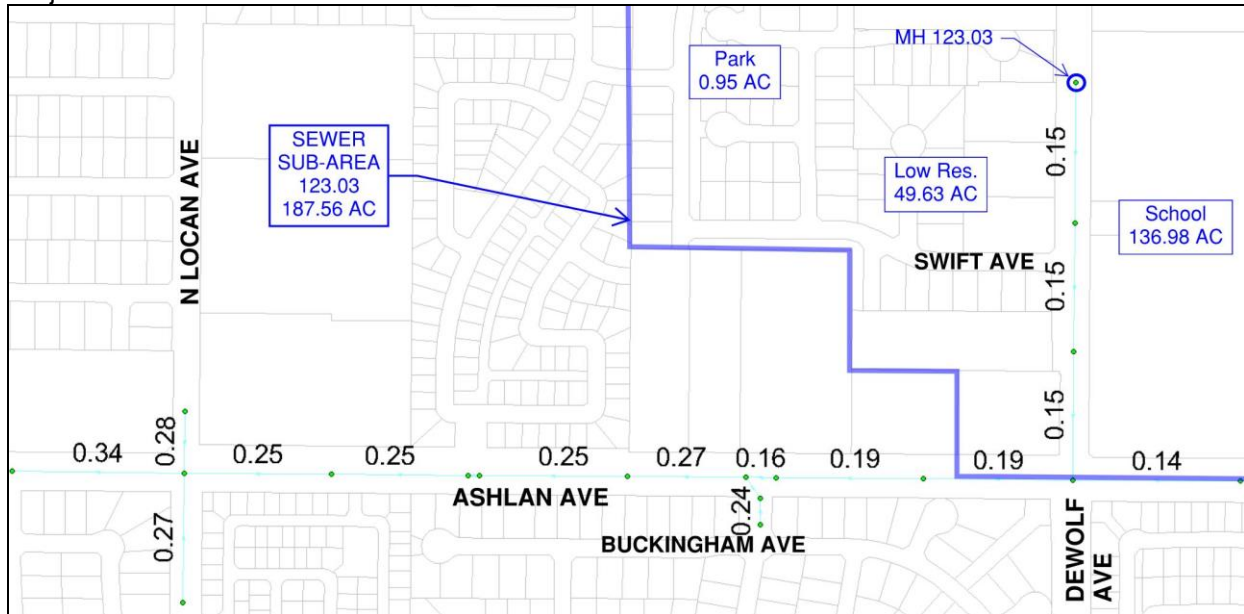 MH 123.03
Park
0.95 AC
SEWER
SUB-AREA
123.03
187.56 AC
N LOCAN AVE
0.15
Low Res.
49.63 AC
School
136.98 AC
SWIFT AVE
0.15
0.15
0.34
0.28
0.25
0.25
0.25
0.27
0.16
0.19
0.19
0.14
ASHLAN AVE
0.24
0.27
BUCKINGHAM AVE
DEWOLF
AVE